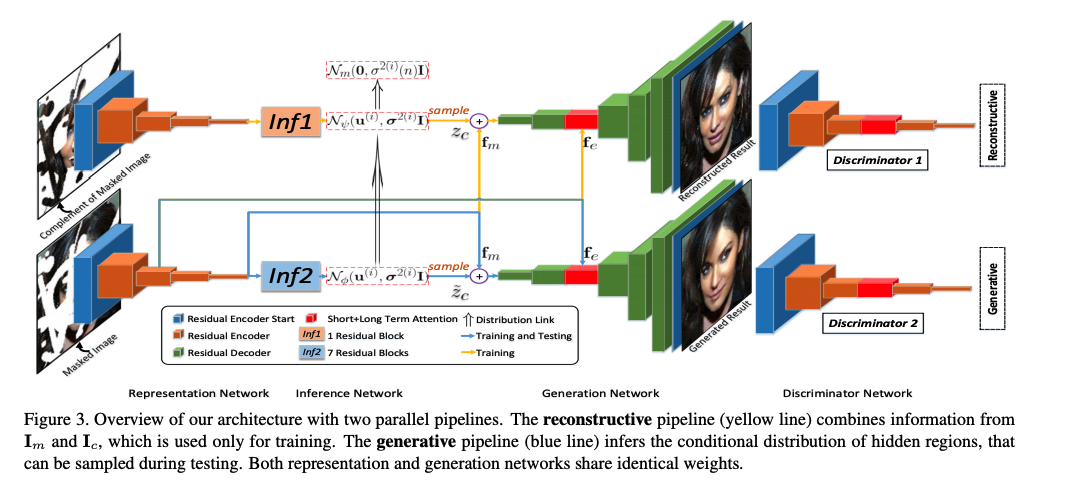 𝒩ₘ(𝟎, σ²⁽ⁱ⁾(n)𝐈)
Inf1
𝒩_ψ(𝐮⁽ⁱ⁾, 𝝈²⁽ⁱ⁾𝐈)
sample
+
z_c
𝐟ₘ
𝐟ₑ
Complement of Masked Image
Reconstructed Result
Discriminator 1
Reconstructive
Inf2
𝒩_ϕ(𝐮⁽ⁱ⁾, 𝝈²⁽ⁱ⁾𝐈)
sample
+
z̃_c
𝐟ₘ
𝐟ₑ
Masked Image
Generated Result
Discriminator 2
Generative
Residual Encoder Start
Short+Long Term Attention
Distribution Link
Residual Encoder
Inf1 1 Residual Block
Training and Testing
Residual Decoder
Inf2 7 Residual Blocks
Training
Representation Network
Inference Network
Generation Network
Discriminator Network
Figure 3. Overview of our architecture with two parallel pipelines. The reconstructive pipeline (yellow line) combines information from
𝐈ₘ and 𝐈_c, which is used only for training. The generative pipeline (blue line) infers the conditional distribution of hidden regions, that
can be sampled during testing. Both representation and generation networks share identical weights.